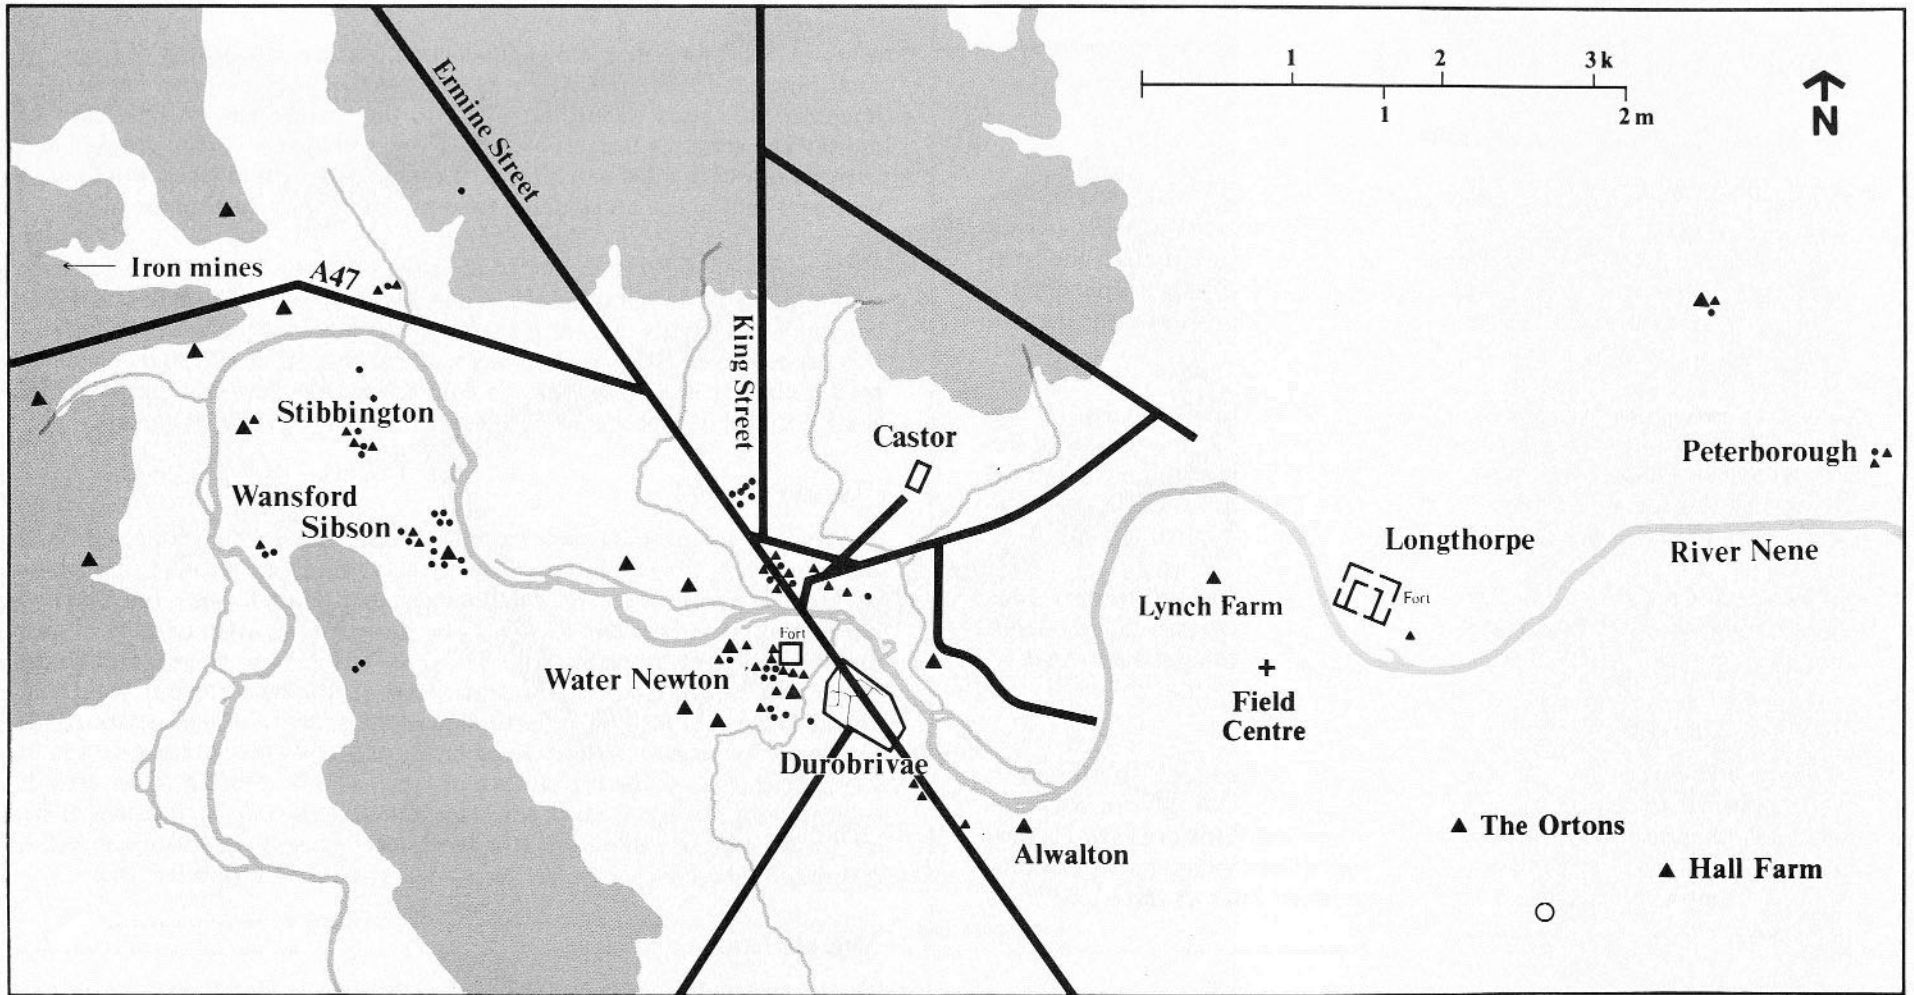 1 2 3 k
1 2 m
N
Ermine Street
Iron mines
A47
King Street
Stibbington
Castor
Peterborough
Wansford
Sibson
Longthorpe
River Nene
Fort
Lynch Farm
Fort
Water Newton
Field
Centre
Durobrivae
The Ortons
Alwalton
Hall Farm